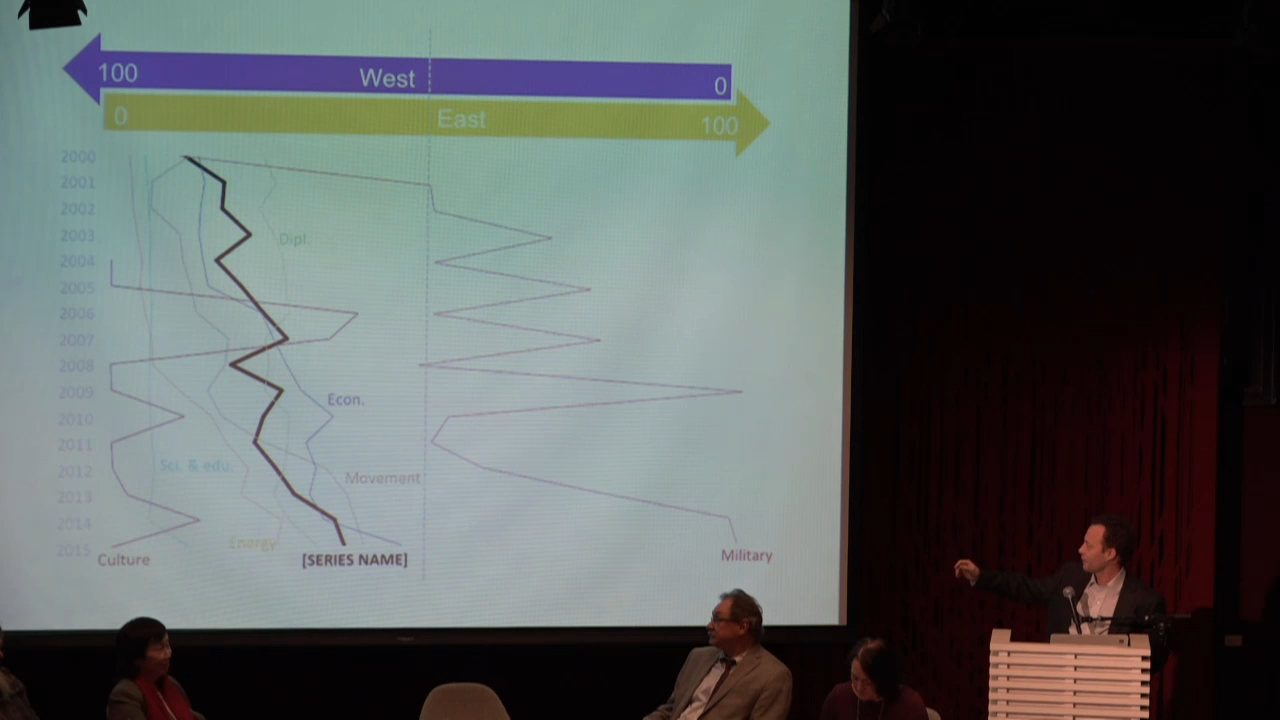 100 West 0
0 East 100
2000
2001
2002
2003
Dipl.
2004
2005
2006
2007
2008
2009
Econ.
2010
2011
Sci. & edu.
2012
Movement
2013
2014
Energy
2015
Culture
[SERIES NAME]
Military